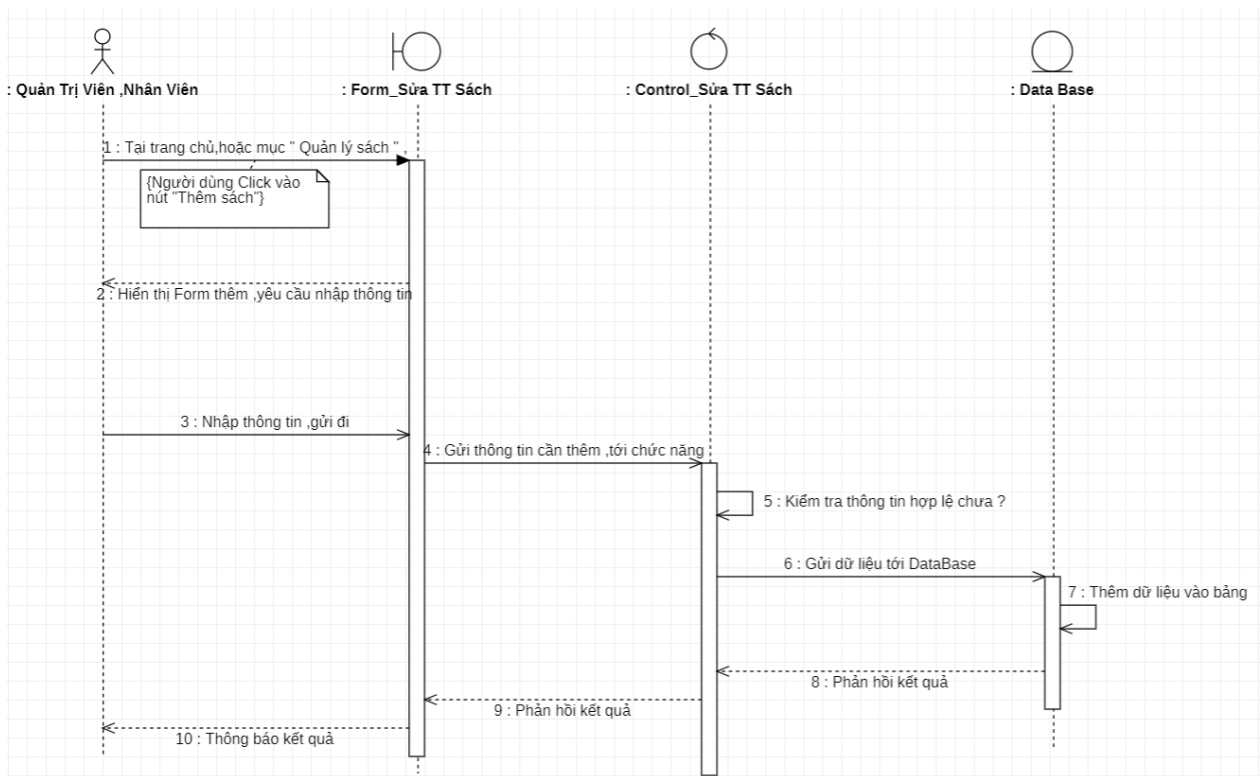 : Quản Trị Viên ,Nhân Viên
: Form_Sửa TT Sách
: Control_Sửa TT Sách
: Data Base
1 : Tại trang chủ,hoặc mục " Quản lý sách " ,
{Người dùng Click vào
nút "Thêm sách"}
2 : Hiển thị Form thêm ,yêu cầu nhập thông tin
3 : Nhập thông tin ,gửi đi
4 : Gửi thông tin cần thêm ,tới chức năng
5 : Kiểm tra thông tin hợp lệ chưa ?
6 : Gửi dữ liệu tới DataBase
7 : Thêm dữ liệu vào bảng
8 : Phản hồi kết quả
9 : Phản hồi kết quả
10 : Thông báo kết quả